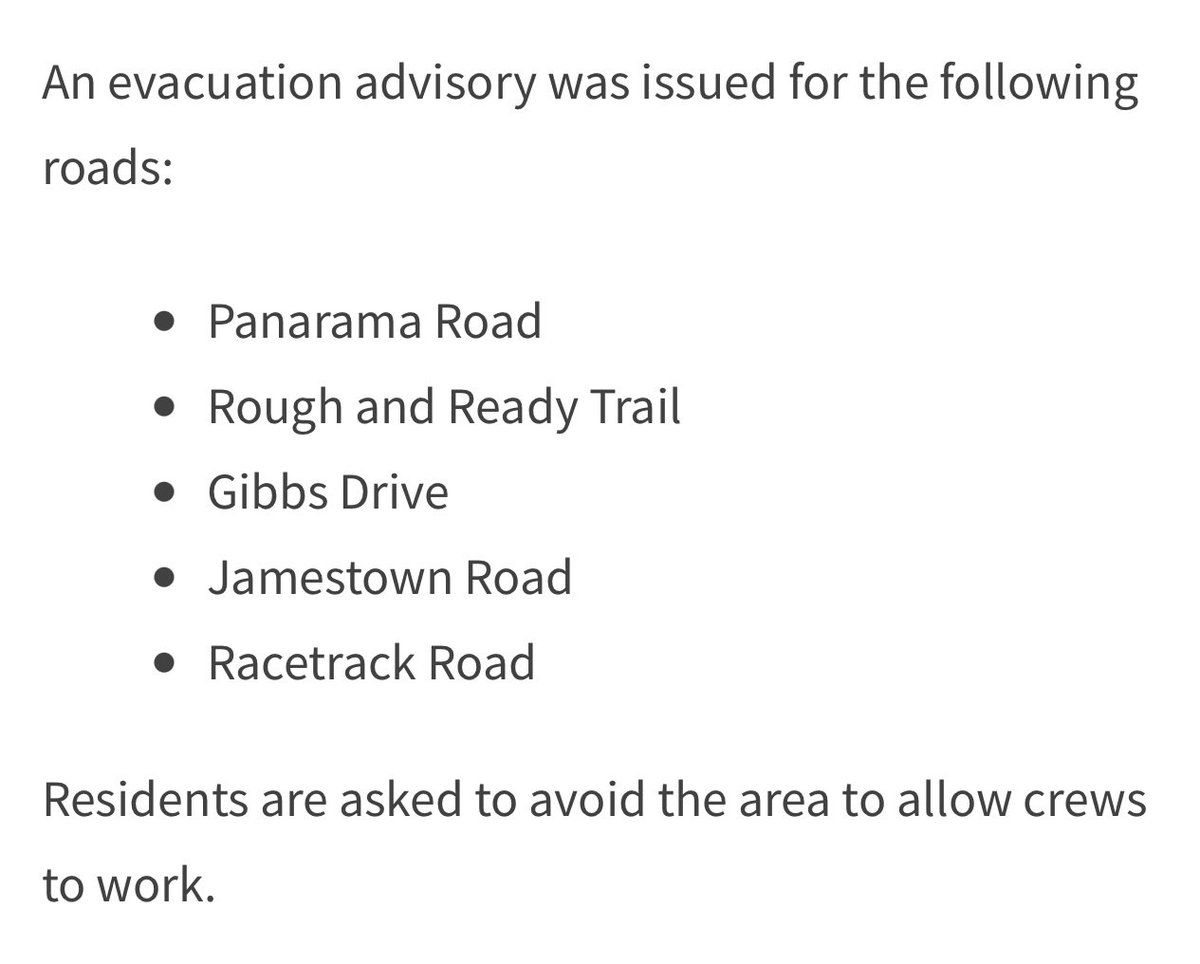 An evacuation advisory was issued for the following
roads:
• Panarama Road
• Rough and Ready Trail
• Gibbs Drive
• Jamestown Road
• Racetrack Road
Residents are asked to avoid the area to allow crews
to work.